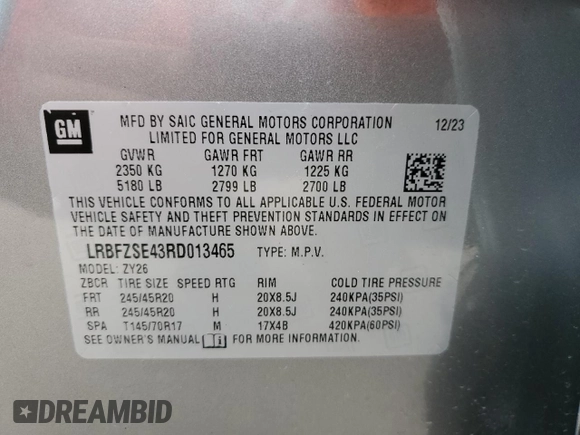 GM
MFD BY SAIC GENERAL MOTORS CORPORATION 12/23
LIMITED FOR GENERAL MOTORS LLC
GVWR GAWR FRT GAWR RR
2350 KG 1270 KG 1225 KG
5180 LB 2799 LB 2700 LB
THIS VEHICLE CONFORMS TO ALL APPLICABLE U.S. FEDERAL MOTOR
VEHICLE SAFETY AND THEFT PREVENTION STANDARDS IN EFFECT ON
THE DATE OF MANUFACTURE SHOWN ABOVE.
LRBFZSE43RD013465 TYPE: M.P.V.
MODEL: ZY26
ZBCR TIRE SIZE SPEED RTG RIM COLD TIRE PRESSURE
FRT 245/45R20 H 20X8.5J 240KPA(35PSI)
RR 245/45R20 H 20X8.5J 240KPA(35PSI)
SPA T145/70R17 M 17X4B 420KPA(60PSI)
SEE OWNER'S MANUAL FOR MORE INFORMATION.
DREAMBID